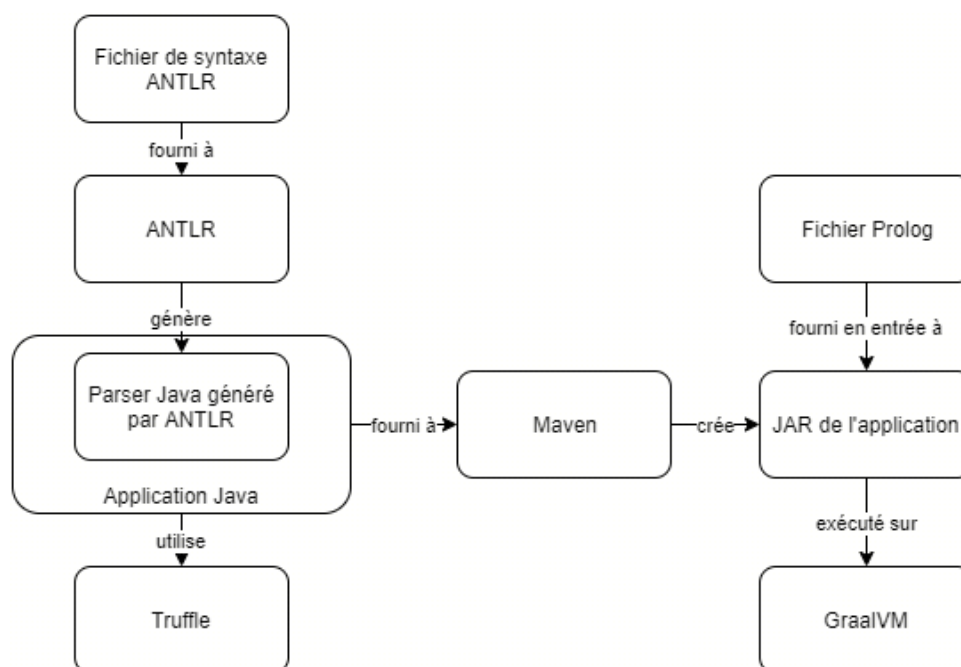 Fichier de syntaxe
ANTLR
fourni à
ANTLR
génère
Parser Java généré
par ANTLR
Application Java
utilise
Truffle
fourni à
Maven
crée
Fichier Prolog
fourni en entrée à
JAR de l'application
exécuté sur
GraalVM